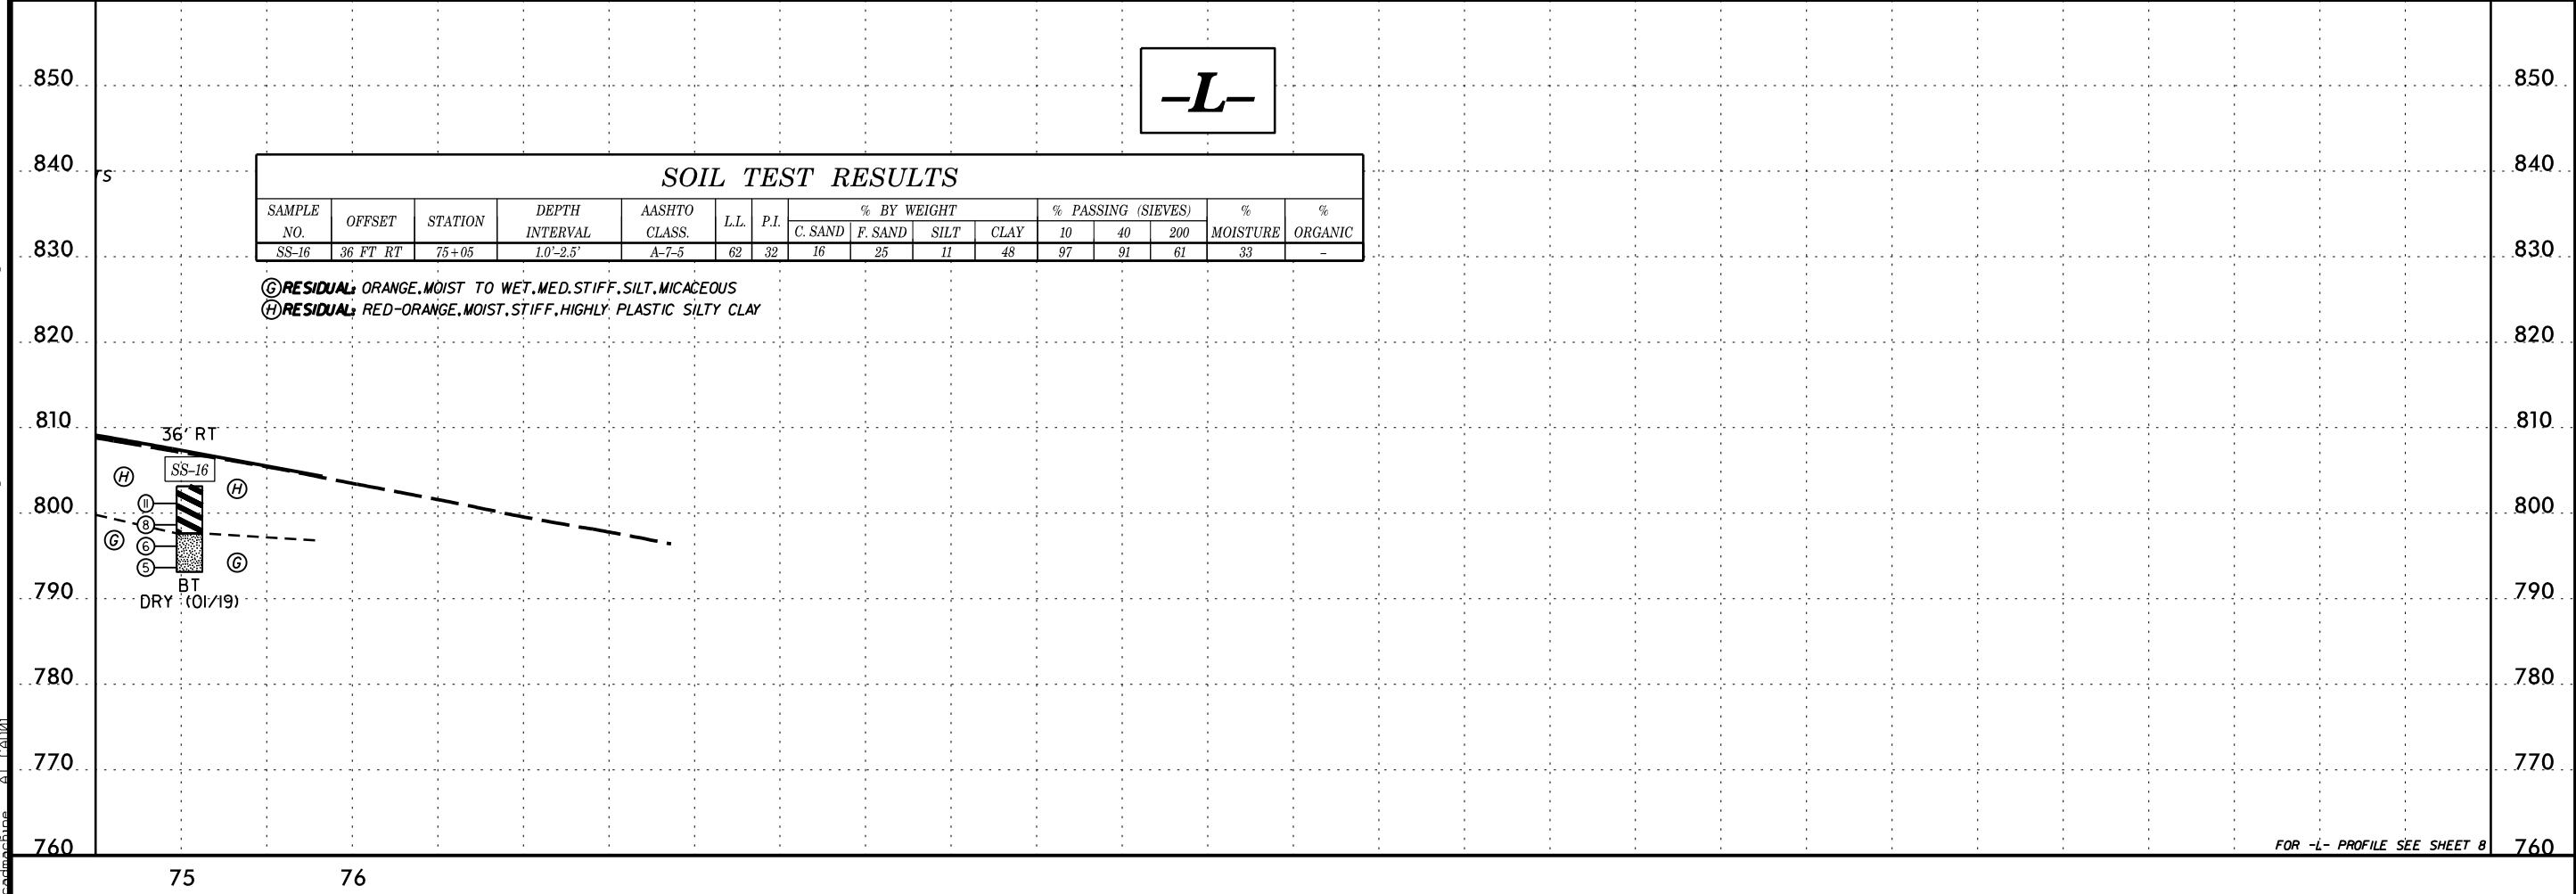 -L-
850 850
840 840
SOIL TEST RESULTS
SAMPLE NO. OFFSET STATION DEPTH INTERVAL AASHTO CLASS. L.L. P.I. % BY WEIGHT % PASSING (SIEVES) % MOISTURE % ORGANIC
C. SAND F. SAND SILT CLAY 10 40 200
SS-16 36 FT RT 75+05 1.0'-2.5' A-7-5 62 32 16 25 11 48 97 91 61 33 -
830 830
G RESIDUAL: ORANGE, MOIST TO WET, MED. STIFF, SILT, MICACEOUS
H RESIDUAL: RED-ORANGE, MOIST, STIFF, HIGHLY PLASTIC SILTY CLAY
820 820
810 810
36' RT
SS-16
H H
11
800 800
8
G 6
5 G
BT
790 790
DRY (01/19)
780 780
770 770
760 760
FOR -L- PROFILE SEE SHEET 8
75 76